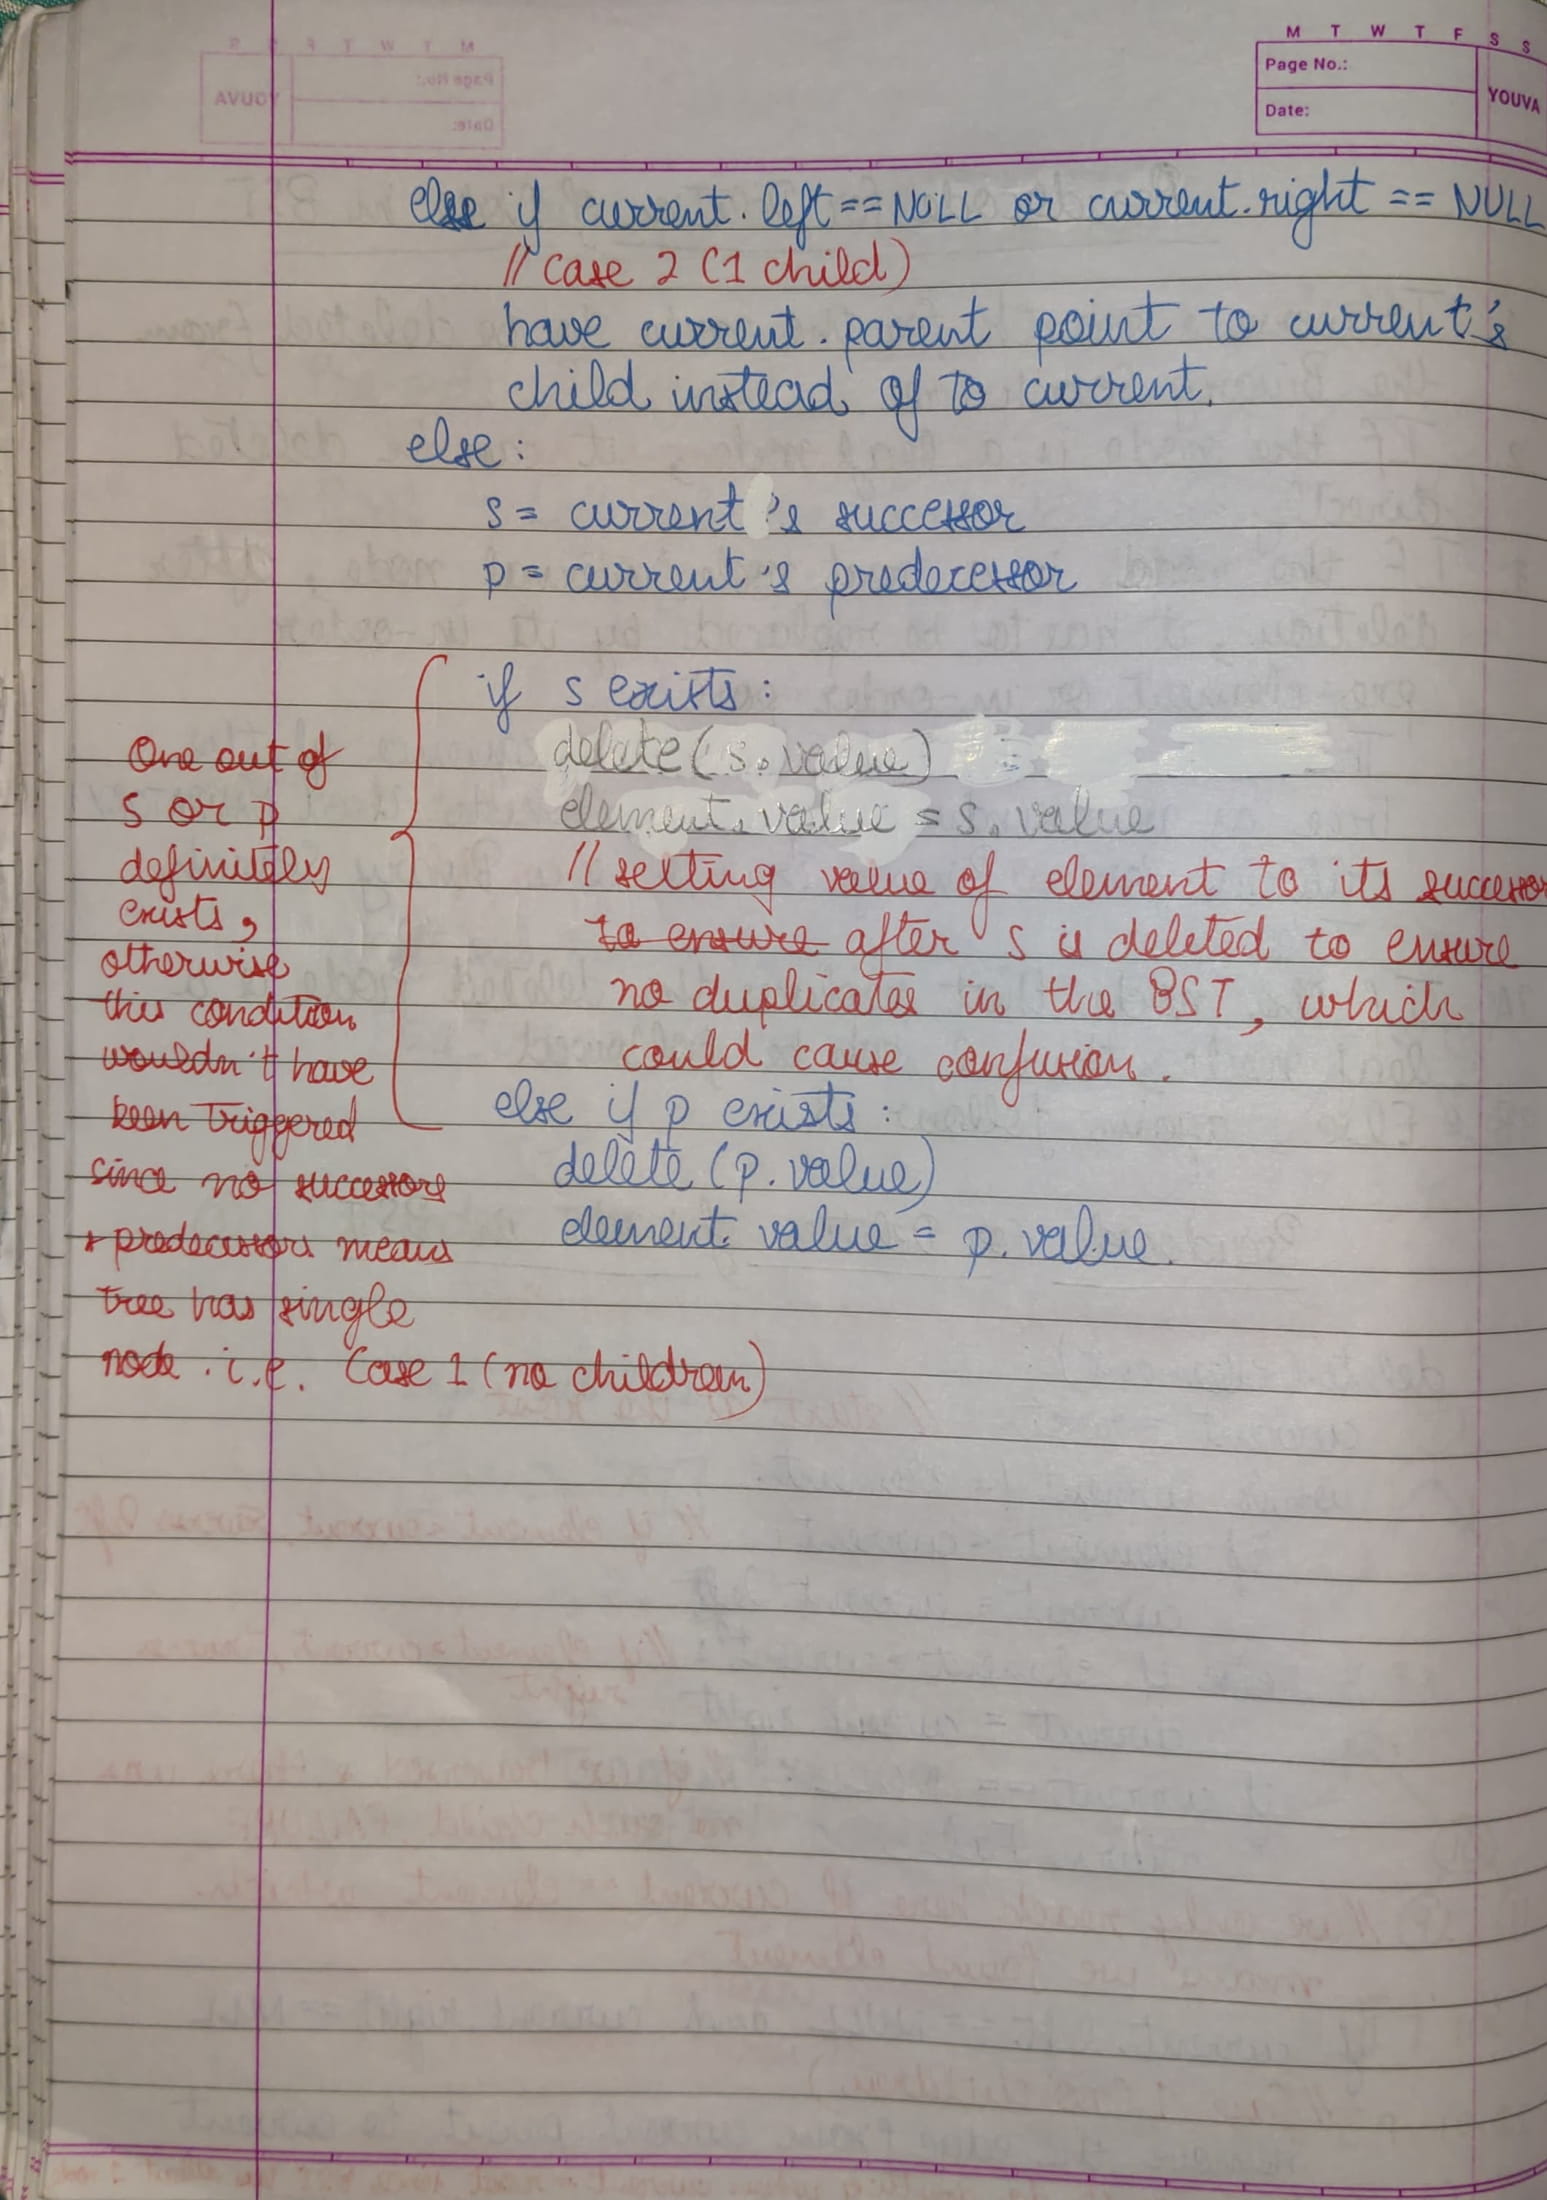 M T W T F S S
Page No.:
Date:
YOUVA
else if current.left == NULL or current.right == NULL
// case 2 (1 child)
have current.parent point to current's
child instead of to current.
else:
s = current's successor
p = current's predecessor
if s exists:
delete(s.value)
element.value = s.value
// setting value of element to its successor
to ensure after s is deleted to ensure
no duplicates in the BST, which
could cause confusion.
else if p exists:
delete (p.value)
element.value = p.value.
One out of
s or p
definitely
exists,
otherwise
this condition
wouldn't have
been triggered
since no successors
+ predecessors means
tree has single
node. i.e. Case 1 (no children)